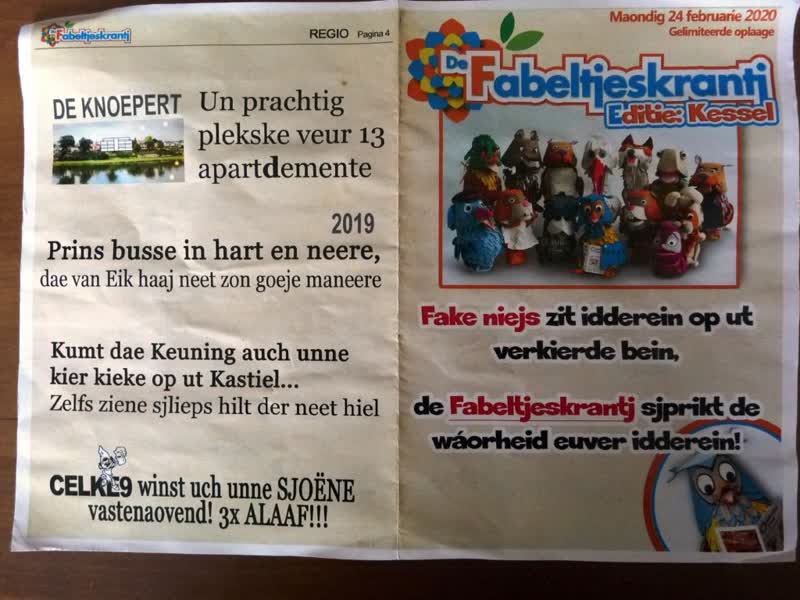 De Fabeltjeskrantj
REGIO Pagina 4
DE KNOEPERT
Un prachtig
plekske veur 13
apartdemente
2019
Prins busse in hart en neere,
dae van Eik haaj neet zon goeje maneere
Kumt dae Keuning auch unne
kier kieke op ut Kastiel...
Zelfs ziene sjlieps hilt der neet hiel
CELKE9 winst uch unne SJOËNE
vastenaovend! 3x ALAAF!!!
Maondig 24 februarie 2020
Gelimiteerde oplaage
De Fabeltjeskrantj
Editie: Kessel
Fake niejs zit idderein op ut
verkierde bein,
de Fabeltjeskrantj sjprikt de
wáorheid euver idderein!